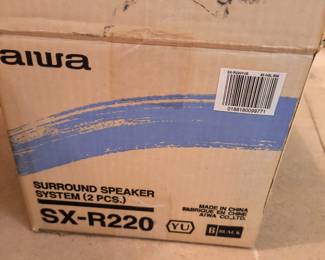 aiwa
SURROUND SPEAKER
SYSTEM (2 PCS.)
SX-R220
YU
B BLACK
MADE IN CHINA
FABRIQUE EN CHINE
AIWA CO.,LTD.